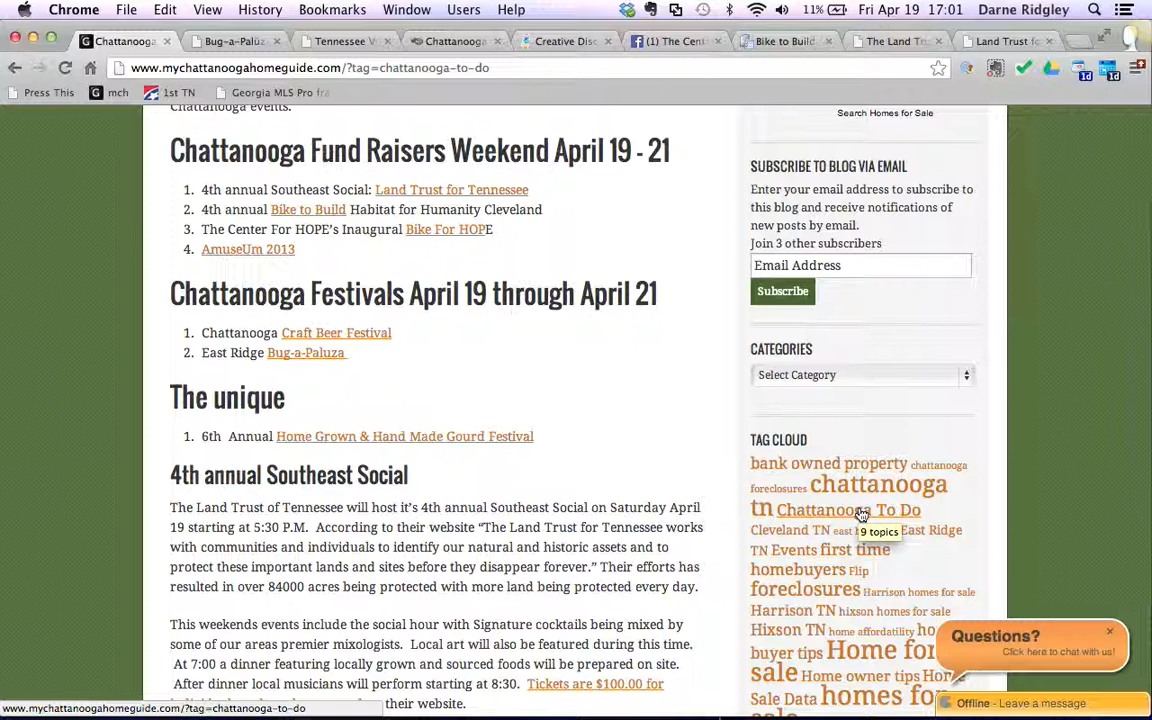 Chrome File Edit View History Bookmarks Window Users Help 11% Fri Apr 19 17:01 Darne Ridgley
Chattanoog Bug-a-Palüz Tennessee V Chattanooga Creative Disc (1) The Cent Bike to Build The Land Trus Land Trust fo
www.mychattanoogahomeguide.com/?tag=chattanooga-to-do
1d 1d
Press This mch 1st TN Georgia MLS Pro fra
Chattanooga events.
Chattanooga Fund Raisers Weekend April 19 - 21
1. 4th annual Southeast Social: Land Trust for Tennessee
2. 4th annual Bike to Build Habitat for Humanity Cleveland
3. The Center For HOPE's Inaugural Bike For HOPE
4. AmuseUm 2013
Chattanooga Festivals April 19 through April 21
1. Chattanooga Craft Beer Festival
2. East Ridge Bug-a-Paluza
The unique
1. 6th Annual Home Grown & Hand Made Gourd Festival
4th annual Southeast Social
The Land Trust of Tennessee will host it's 4th annual Southeast Social on Saturday April
19 starting at 5:30 P.M. According to their website “The Land Trust for Tennessee works
with communities and individuals to identify our natural and historic assets and to
protect these important lands and sites before they disappear forever.” Their efforts has
resulted in over 84000 acres being protected with more land being protected every day.
This weekends events include the social hour with Signature cocktails being mixed by
some of our areas premier mixologists. Local art will also be featured during this time.
At 7:00 a dinner featuring locally grown and sourced foods will be prepared on site.
After dinner local musicians will perform starting at 8:30. Tickets are $100.00 for
their website.
Search Homes for Sale
SUBSCRIBE TO BLOG VIA EMAIL
Enter your email address to subscribe to
this blog and receive notifications of
new posts by email.
Join 3 other subscribers
Email Address
Subscribe
CATEGORIES
Select Category
TAG CLOUD
bank owned property chattanooga
foreclosures chattanooga
tn Chattanooga To Do
9 topics
Cleveland TN east East Ridge
TN Events first time
homebuyers Flip
foreclosures Harrison homes for sale
Harrison TN hixson homes for sale
Hixson TN home affordatility
buyer tips Home for
sale Home owner tips
Sale Data homes for
Questions?
Click here to chat with us!
Offline - Leave a message
www.mychattanoogahomeguide.com/?tag=chattanooga-to-do